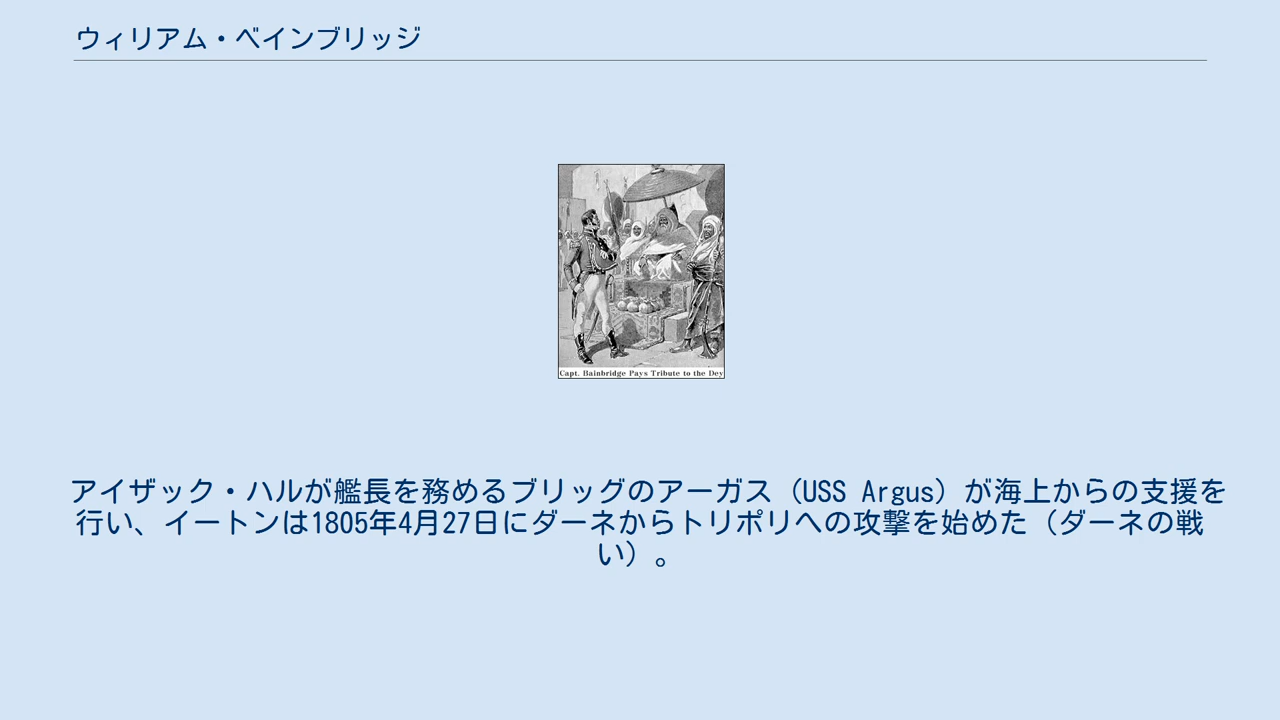 ウィリアム・ベインブリッジ
Capt. Bainbridge Pays Tribute to the Dey
アイザック・ハルが艦長を務めるブリッグのアーガス（USS Argus）が海上からの支援を
行い、イートンは1805年4月27日にダーネからトリポリへの攻撃を始めた（ダーネの戦
い）。